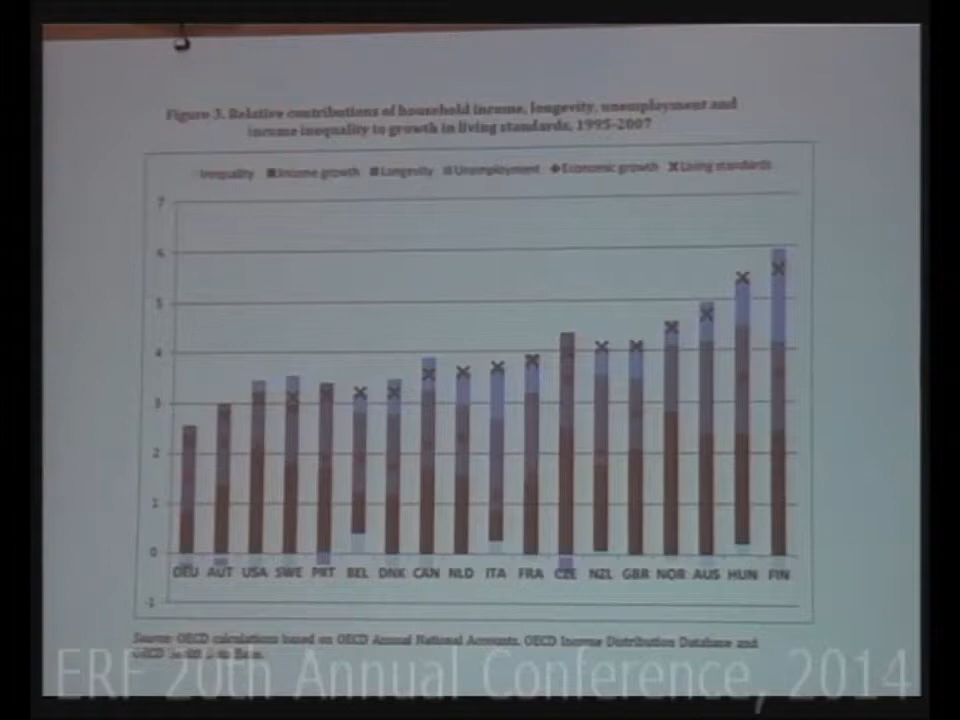 Figure 3. Relative contributions of household income, longevity, unemployment and
income inequality to growth in living standards, 1995-2007
Inequality Income growth Longevity Unemployment Economic growth Living standards
7
6
5
4
3
2
1
0
DEU AUT USA SWE PRT BEL DNK CAN NLD ITA FRA CZE NZL GBR NOR AUS HUN FIN
-1
Source: OECD calculations based on OECD Annual National Accounts, OECD Income Distribution Database and
OECD
ERF 20th Annual Conference, 2014